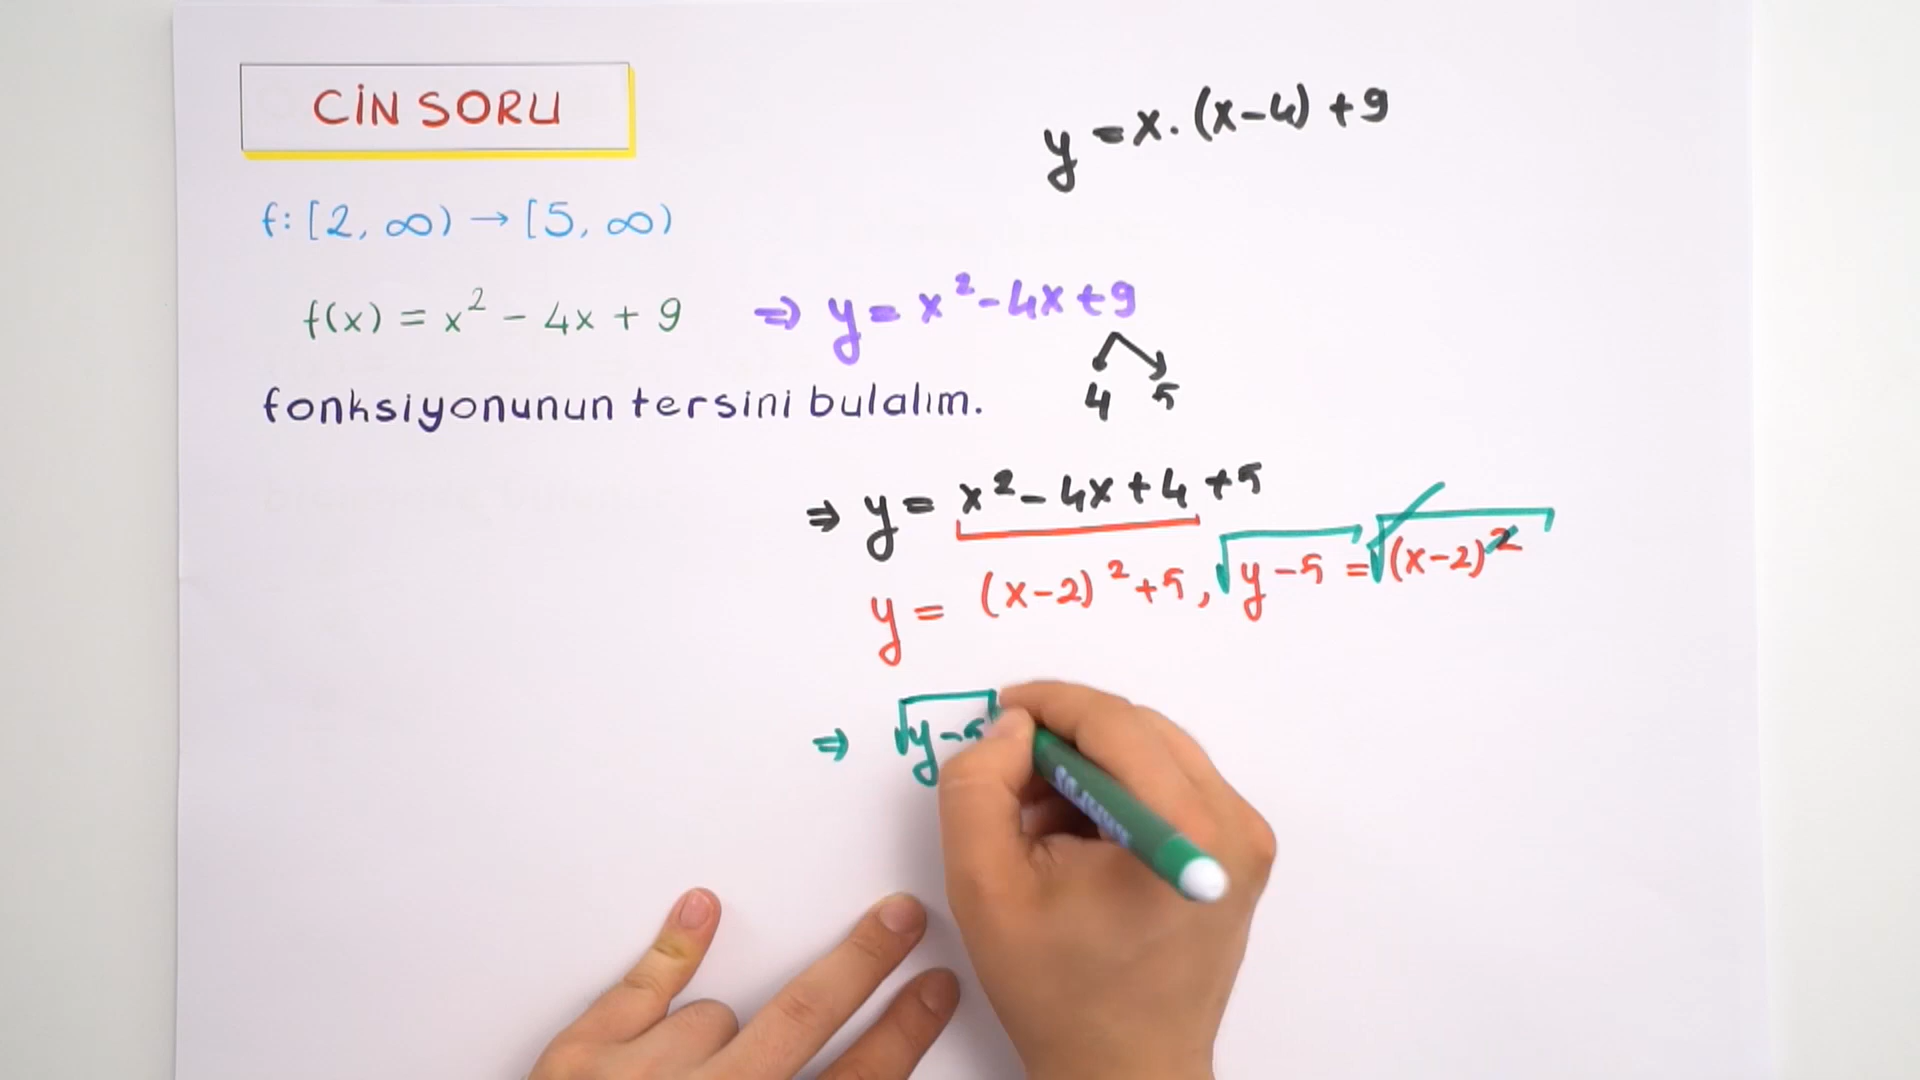 CİN SORU
y = x . (x-4) + 9
f: [2, ∞) → [5, ∞)
f(x) = x² - 4x + 9 ⇒ y = x² - 4x + 9
4 5
fonksiyonunun tersini bulalım.
⇒ y = x² - 4x + 4 + 5
y = (x-2)² + 5, √(y-5) = √((x-2)²)
⇒ √(y-5)